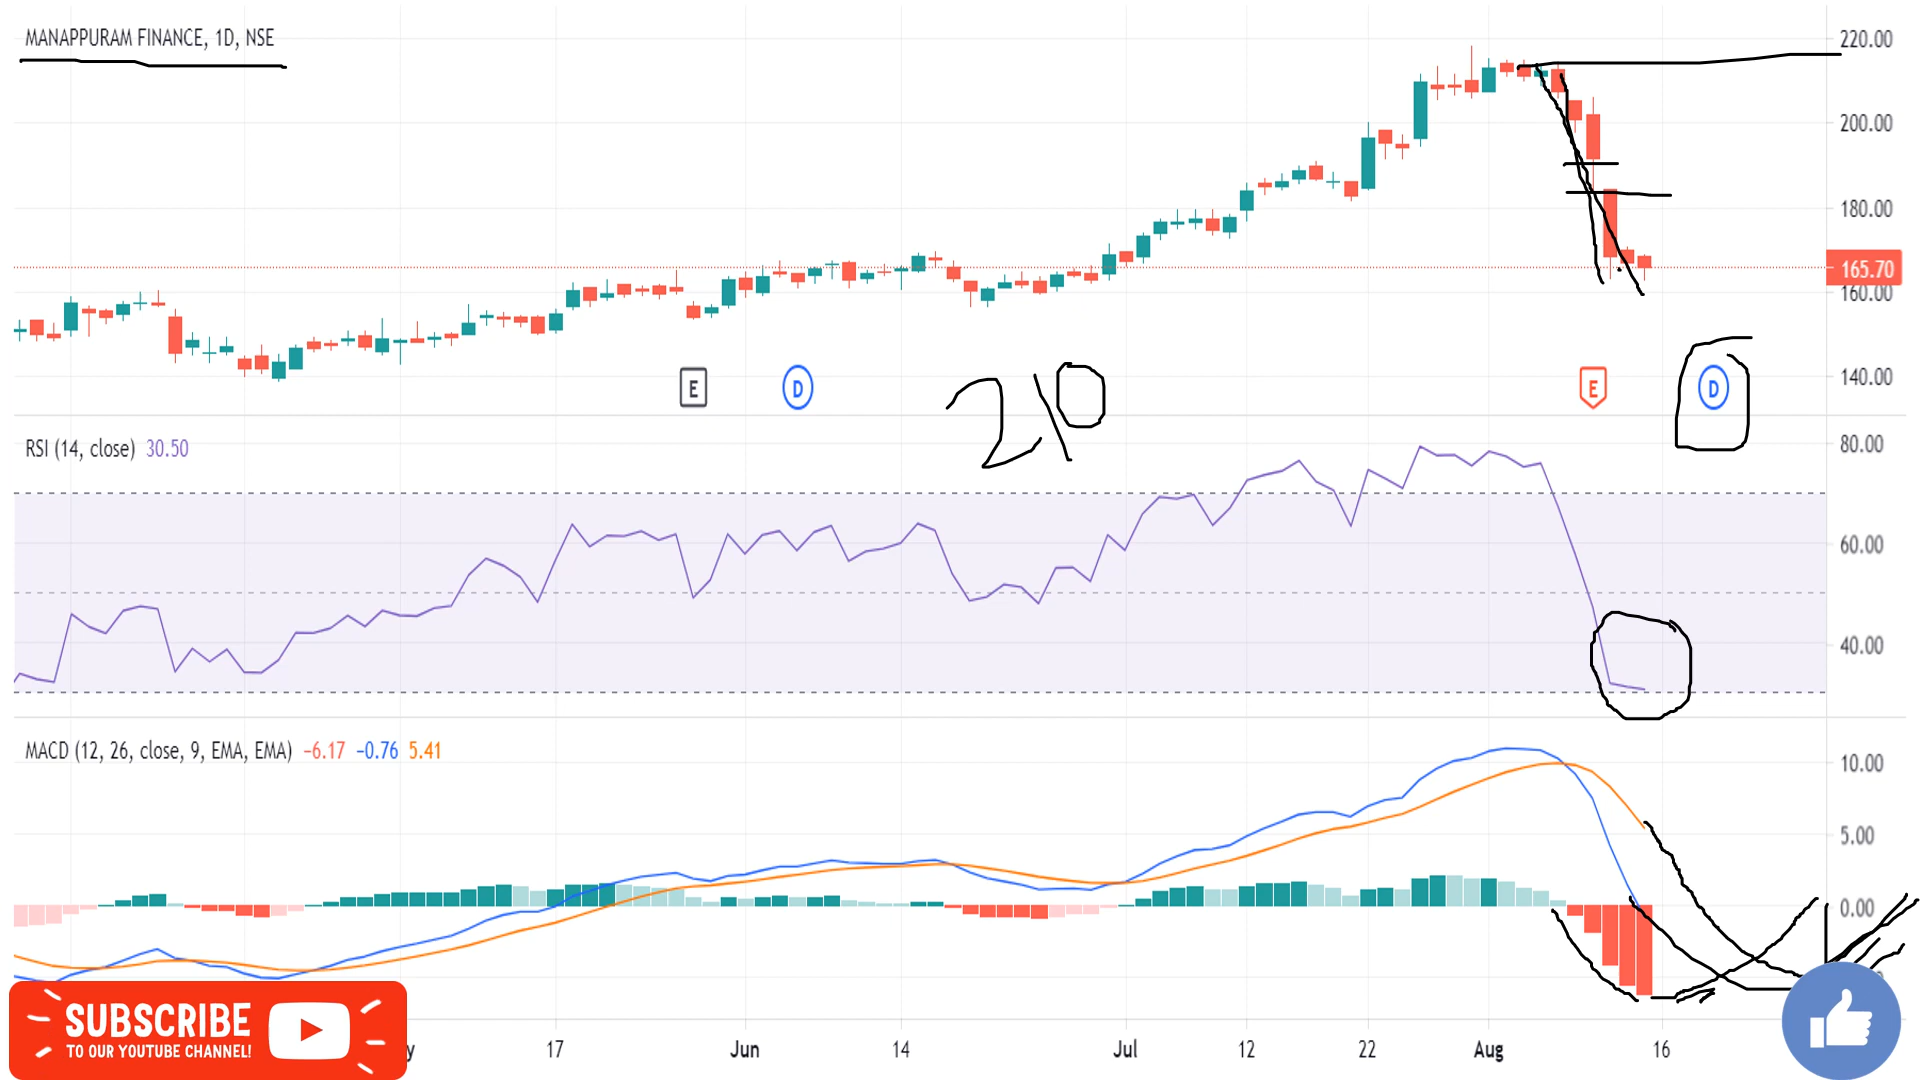 MANAPPURAM FINANCE, 1D, NSE
220.00
200.00
180.00
165.70
160.00
140.00
E
D
210
E
D
RSI (14, close) 30.50
80.00
60.00
40.00
MACD (12, 26, close, 9, EMA, EMA) −6.17 −0.76 5.41
10.00
5.00
0.00
SUBSCRIBE
TO OUR YOUTUBE CHANNEL!
17 Jun 14 Jul 12 22 Aug 16